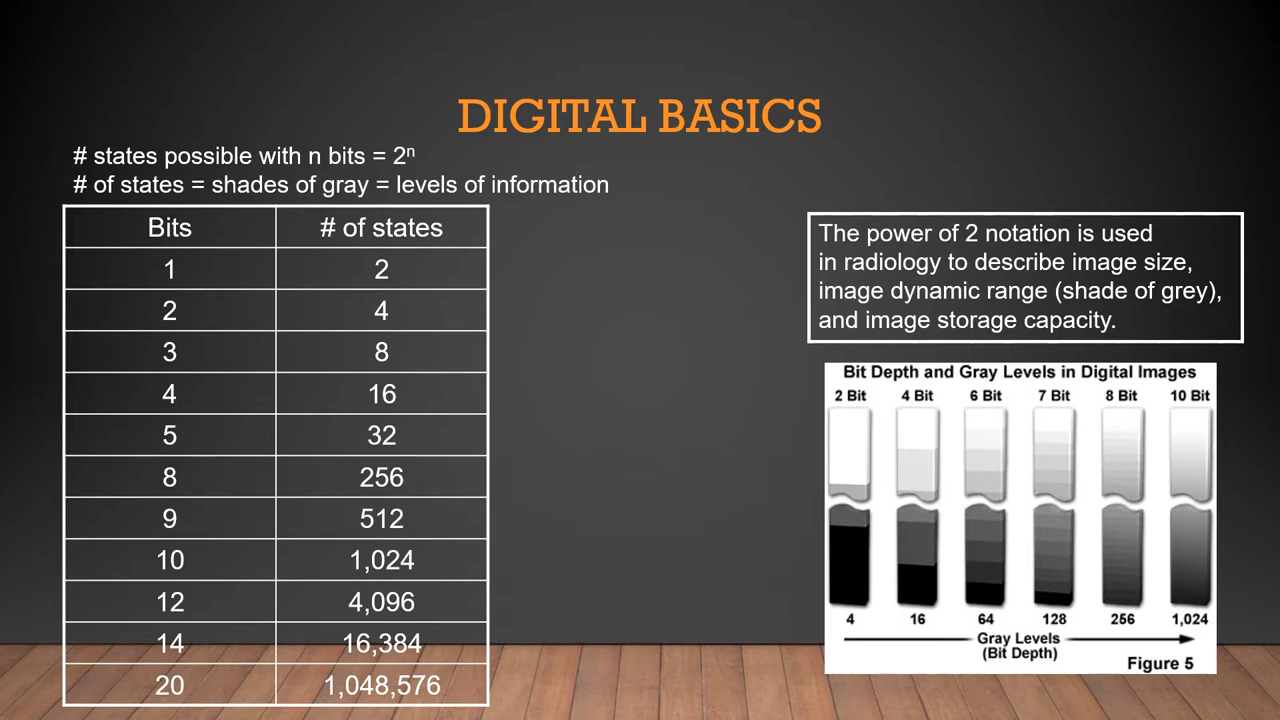 DIGITAL BASICS
# states possible with n bits = 2ⁿ
# of states = shades of gray = levels of information
Bits # of states
1 2
2 4
3 8
4 16
5 32
8 256
9 512
10 1,024
12 4,096
14 16,384
20 1,048,576
The power of 2 notation is used
in radiology to describe image size,
image dynamic range (shade of grey),
and image storage capacity.
Bit Depth and Gray Levels in Digital Images
2 Bit 4 Bit 6 Bit 7 Bit 8 Bit 10 Bit
4 16 64 128 256 1,024
Gray Levels
(Bit Depth)
Figure 5